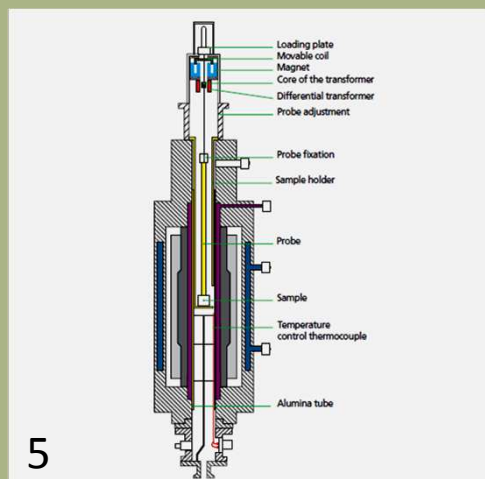 Loading plate
Movable coil
Magnet
Core of the transformer
Differential transformer
Probe adjustment
Probe fixation
Sample holder
Probe
Sample
Temperature
control thermocouple
Alumina tube
5